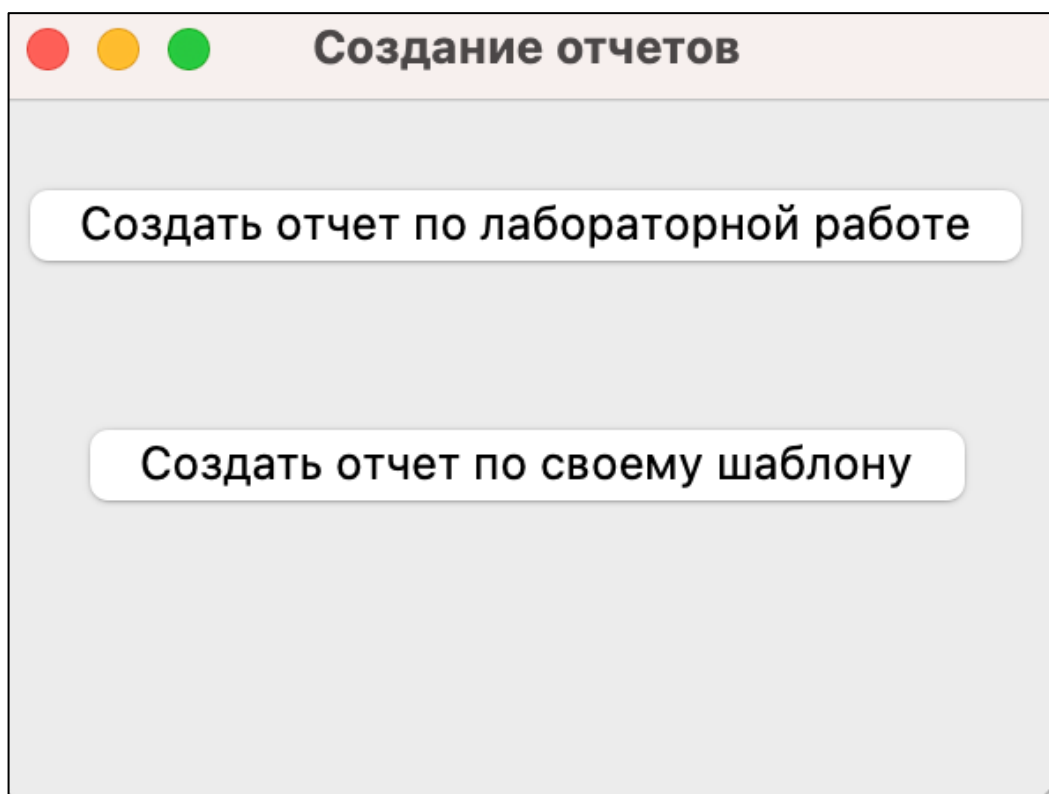 Создание отчетов
Создать отчет по лабораторной работе
Создать отчет по своему шаблону